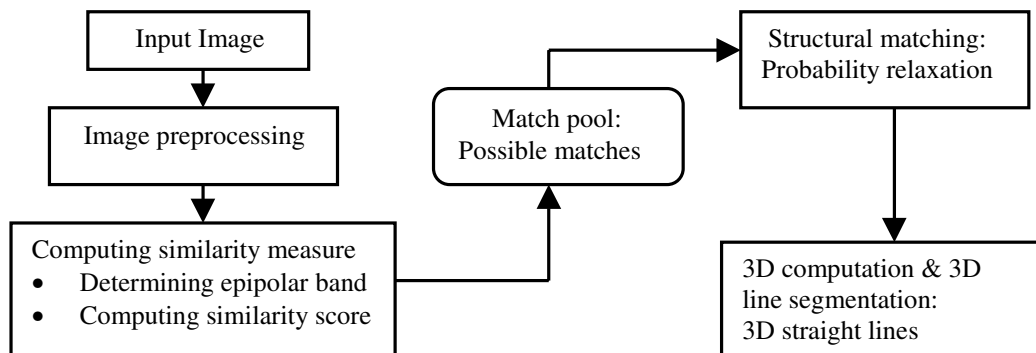 Input Image
Image preprocessing
Computing similarity measure
• Determining epipolar band
• Computing similarity score
Match pool:
Possible matches
Structural matching:
Probability relaxation
3D computation & 3D
line segmentation:
3D straight lines